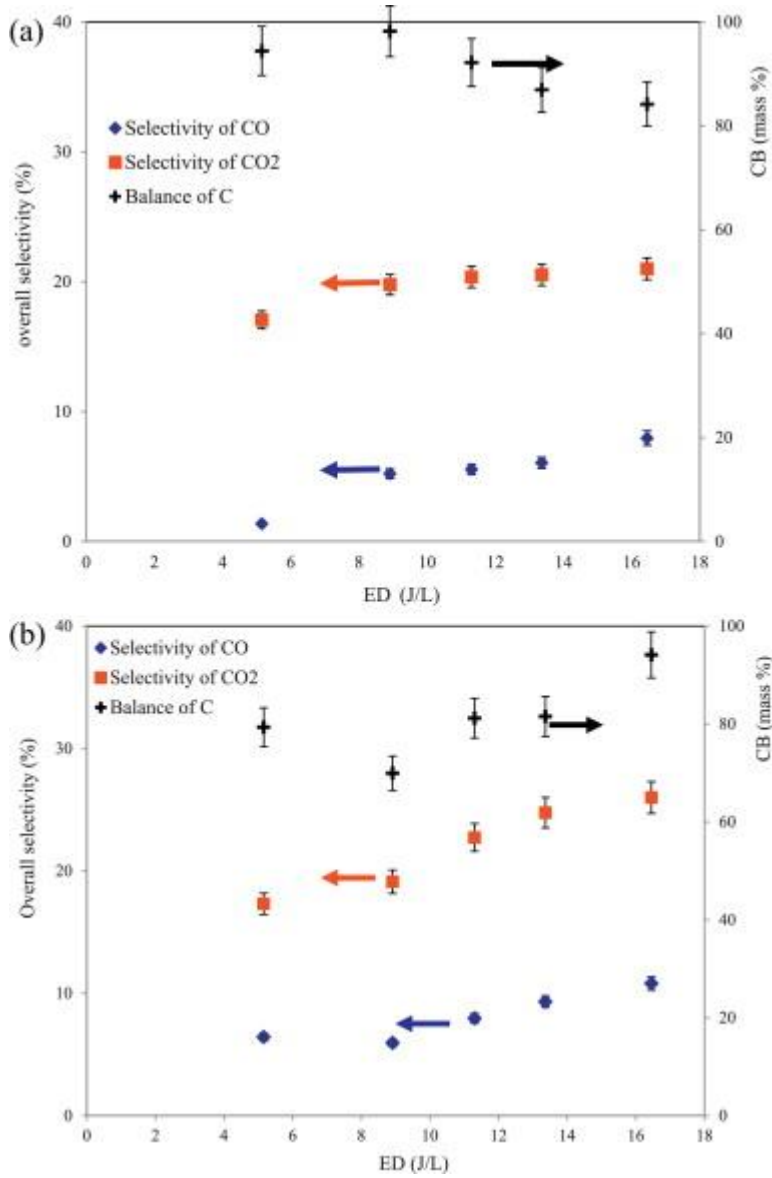 (a)
40
30
20
10
0
overall selectivity (%)
Selectivity of CO
Selectivity of CO2
Balance of C
100
80
60
40
20
0
CB (mass %)
0 2 4 6 8 10 12 14 16 18
ED (J/L)
(b)
40
30
20
10
0
Overall selectivity (%)
Selectivity of CO
Selectivity of CO2
Balance of C
100
80
60
40
20
0
CB (mass %)
0 2 4 6 8 10 12 14 16 18
ED (J/L)